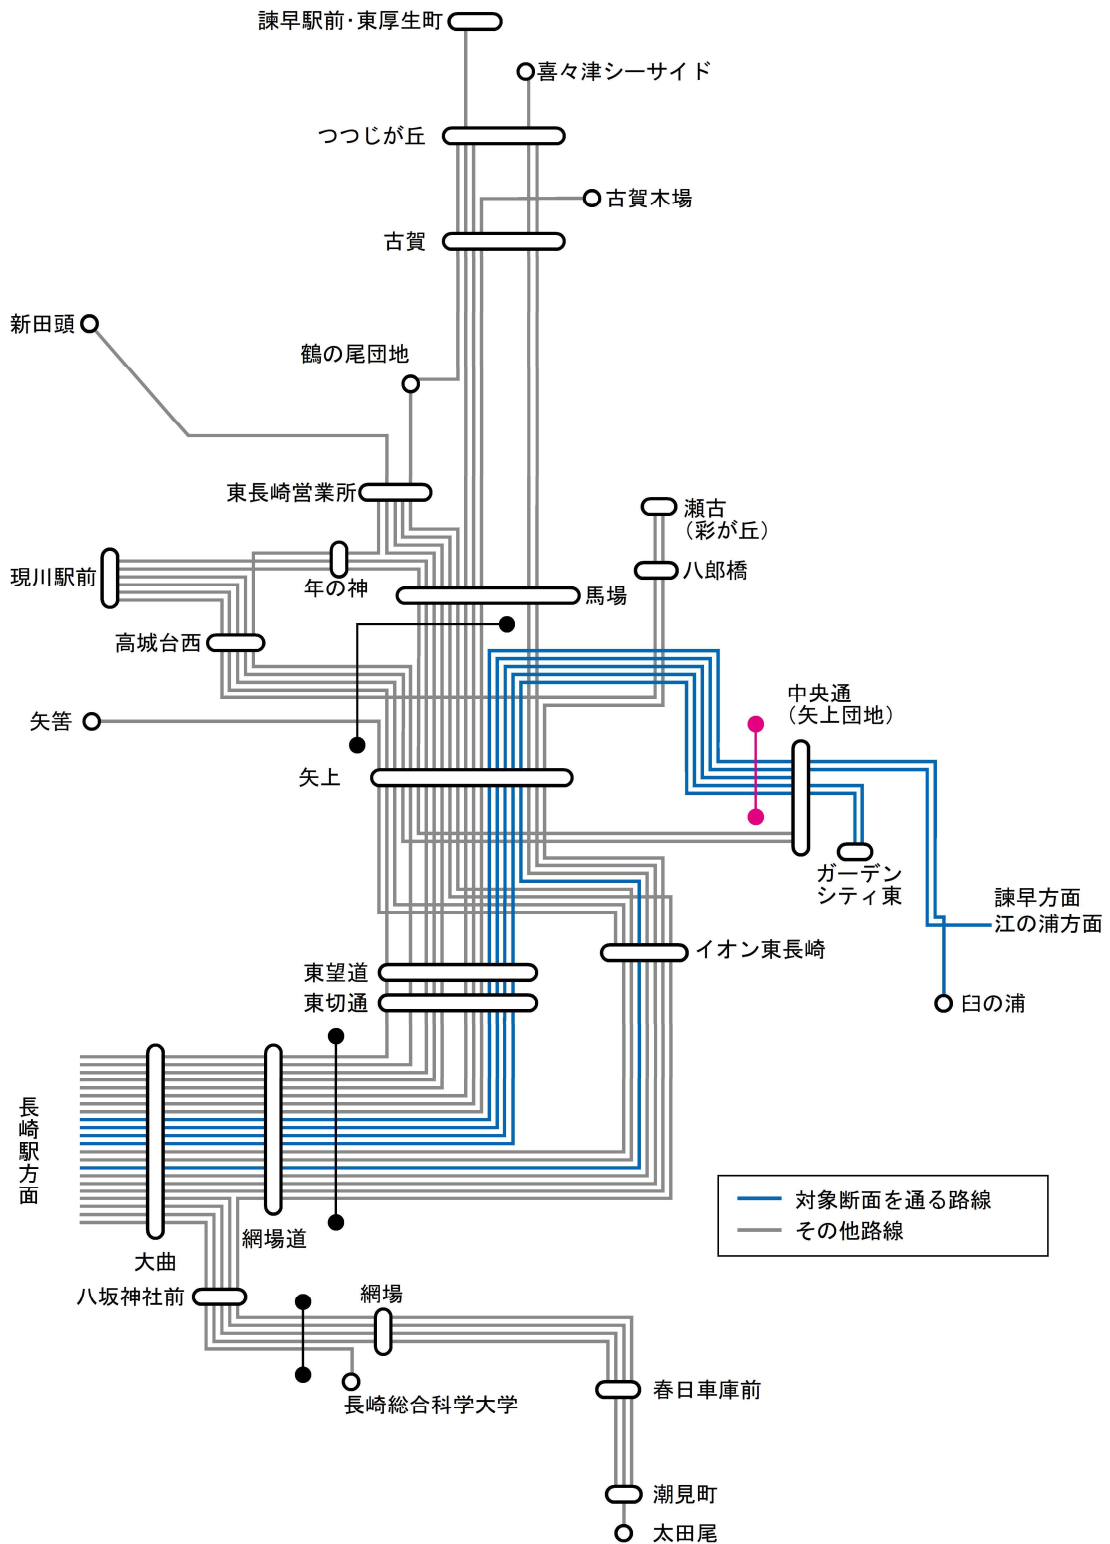 諫早駅前・東厚生町
喜々津シーサイド
つつじが丘
古賀木場
古賀
新田頭
鶴の尾団地
東長崎営業所
瀬古
（彩が丘）
八郎橋
現川駅前
年の神
馬場
高城台西
中央通
（矢上団地）
矢筈
矢上
ガーデン
シティ東
諫早方面
江の浦方面
イオン東長崎
東望道
東切通
臼の浦
長崎駅方面
対象断面を通る路線
その他路線
網場道
大曲
八坂神社前
網場
春日車庫前
長崎総合科学大学
潮見町
太田尾